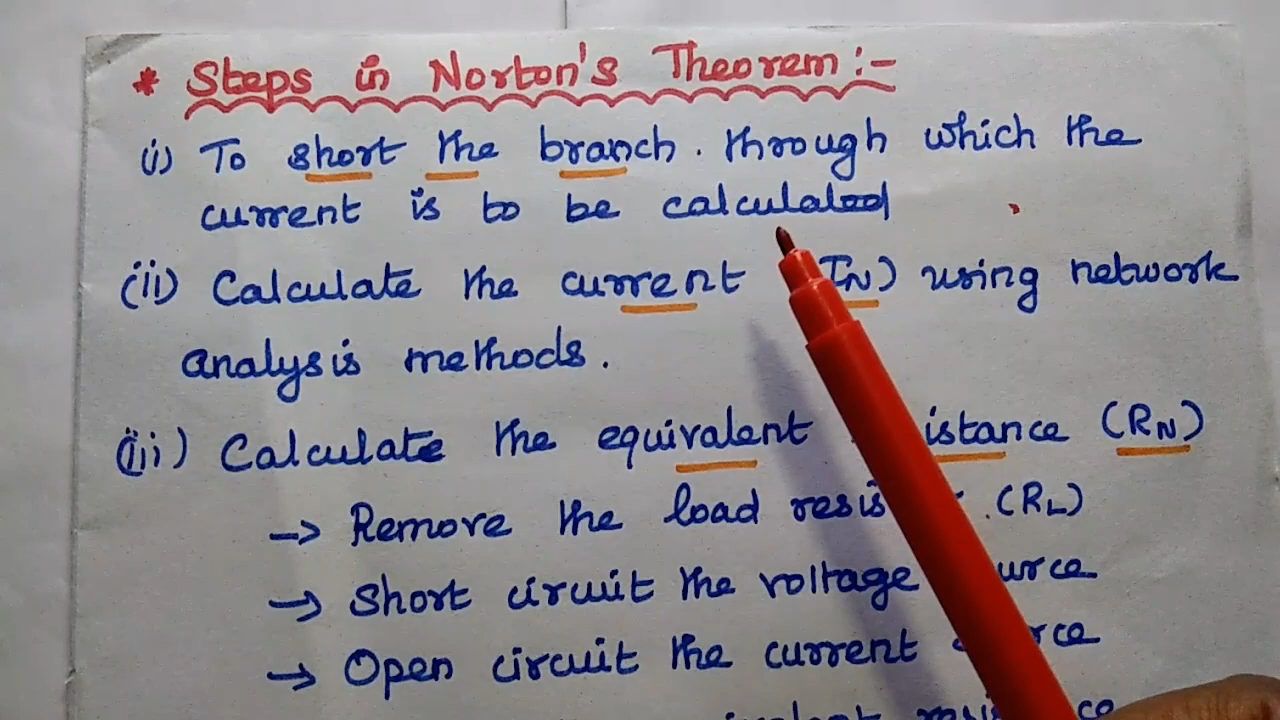 * Steps in Norton's Theorem :-
(i) To short the branch. through which the
current is to be calculated
(ii) Calculate the current IN) using network
analysis methods.
(iii) Calculate the equivalent istance (RN)
→ Remove the load resis (RL)
→ Short circuit the voltage urce
→ Open circuit the current rce